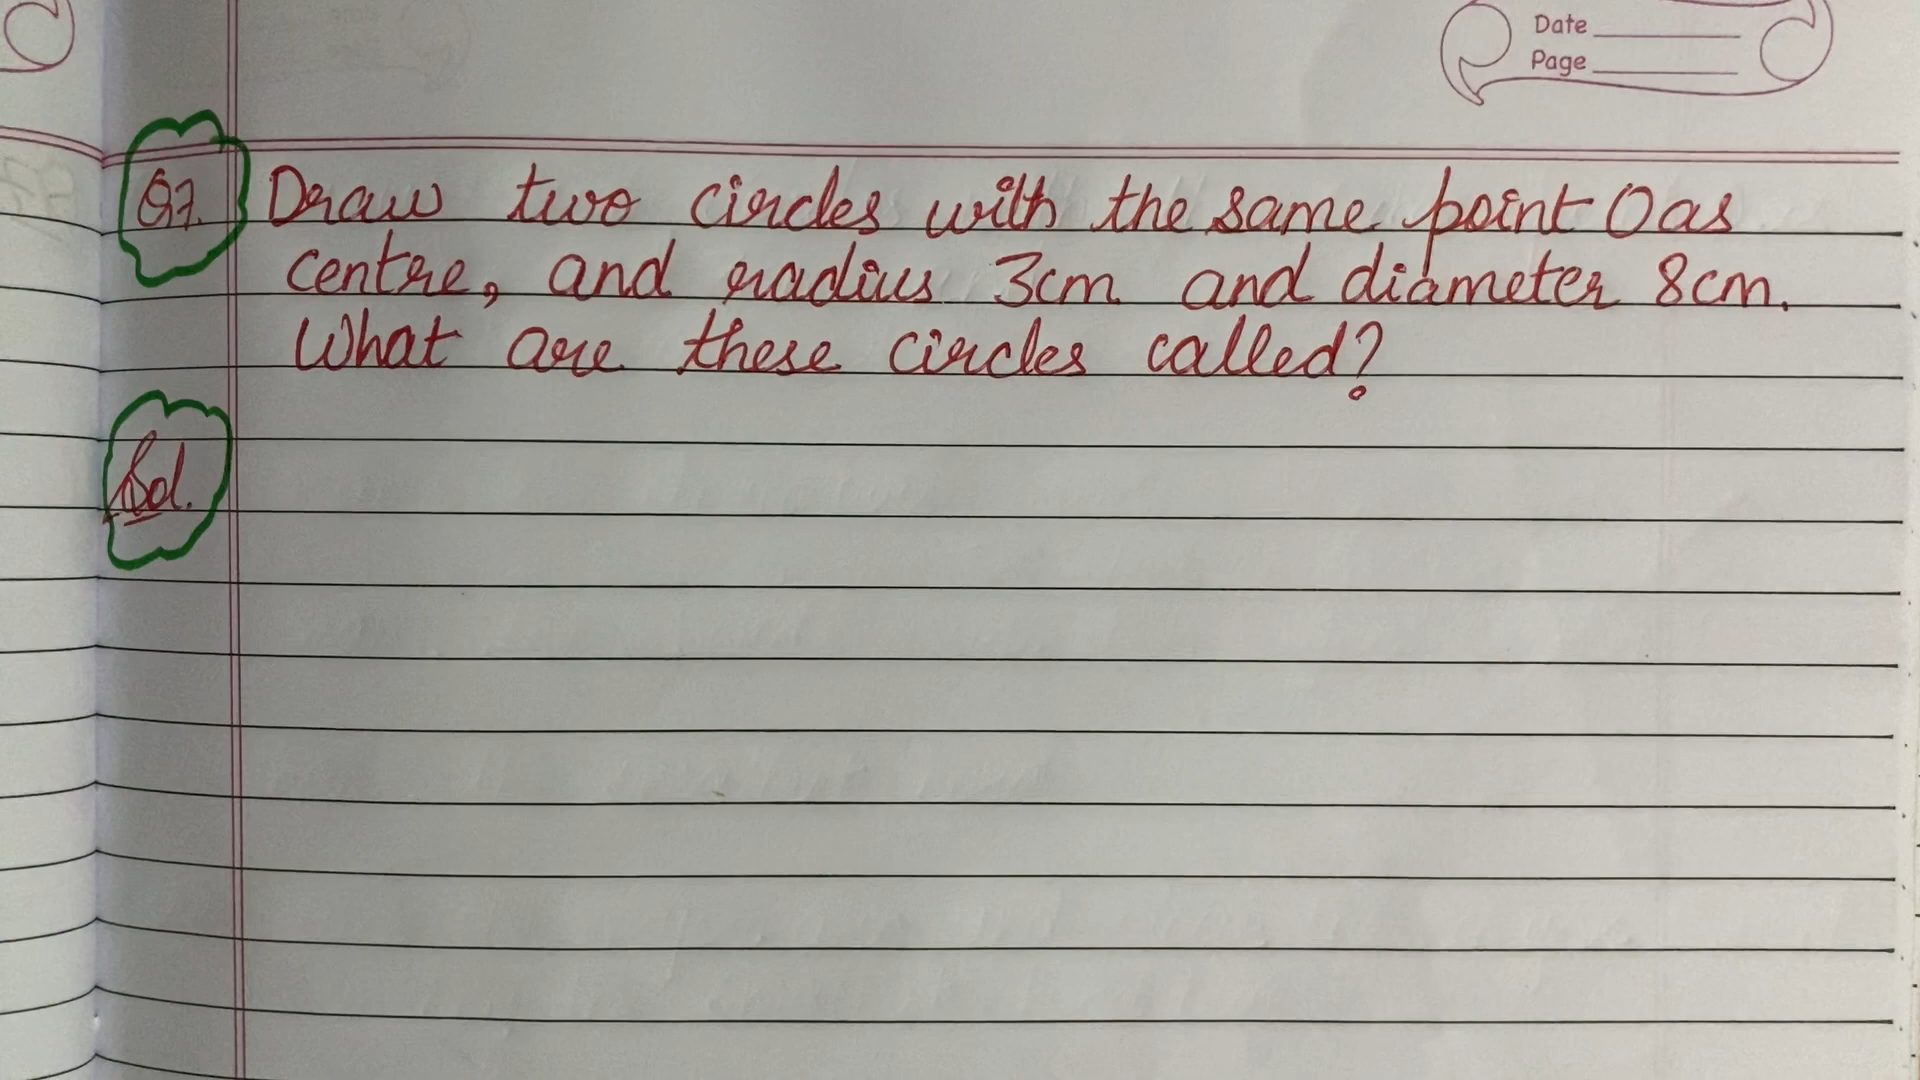 Date
Page
Q7. Draw two circles with the same point O as
centre, and radius 3cm and diameter 8cm.
What are these circles called?
Sol.